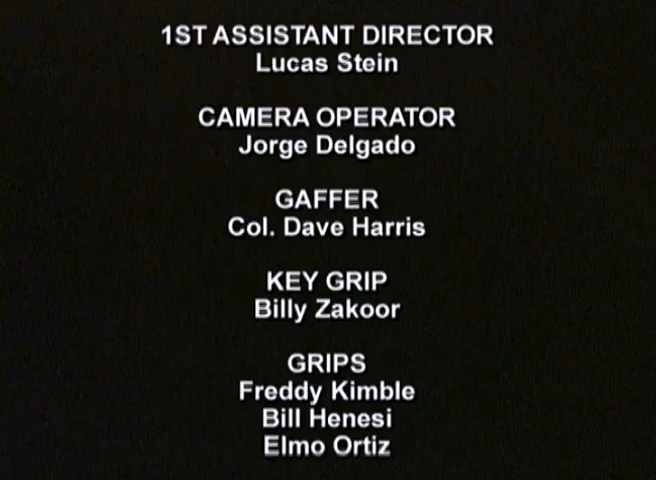 1ST ASSISTANT DIRECTOR
Lucas Stein
CAMERA OPERATOR
Jorge Delgado
GAFFER
Col. Dave Harris
KEY GRIP
Billy Zakoor
GRIPS
Freddy Kimble
Bill Henesi
Elmo Ortiz